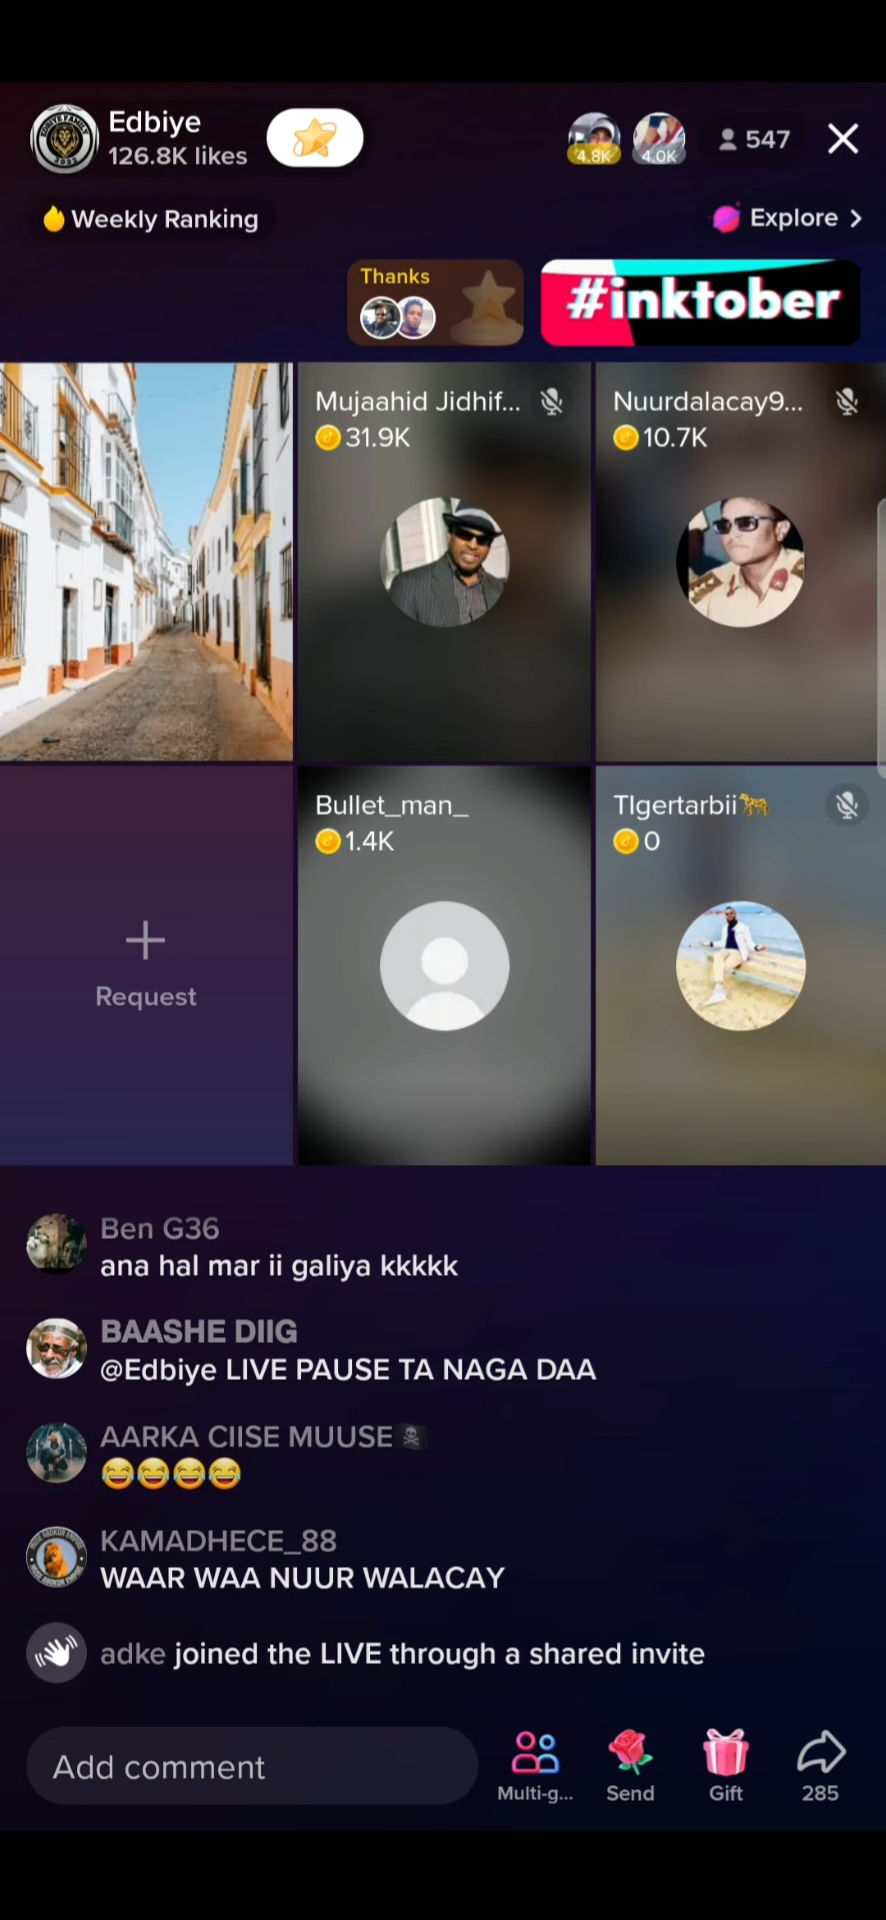 Edbiye
126.8K likes
4.8K
4.0K
547
Weekly Ranking
Explore >
Thanks
#inktober
Mujaahid Jidhif...
31.9K
Nuurdalacay9...
10.7K
Bullet_man_
1.4K
TIgertarbii🐆
0
+
Request
Ben G36
ana hal mar ii galiya kkkkk
BAASHE DIIG
@Edbiye LIVE PAUSE TA NAGA DAA
AARKA CIISE MUUSE🏴‍☠️
😂😂😂😂
KAMADHECE_88
WAAR WAA NUUR WALACAY
adke joined the LIVE through a shared invite
Add comment
Multi-g...
Send
Gift
285